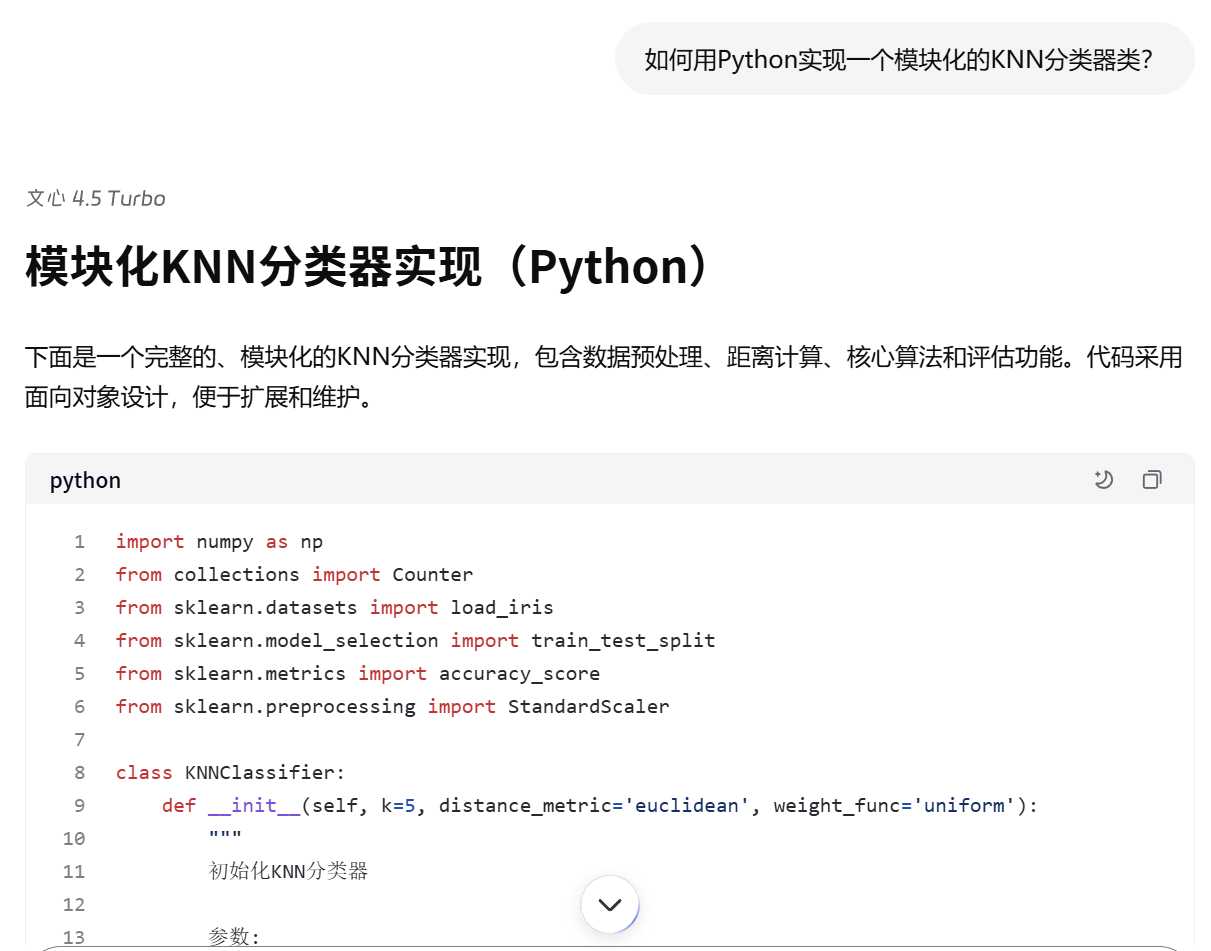 如何用Python实现一个模块化的KNN分类器类?
文心 4.5 Turbo
模块化KNN分类器实现（Python）
下面是一个完整的、模块化的KNN分类器实现，包含数据预处理、距离计算、核心算法和评估功能。代码采用
面向对象设计，便于扩展和维护。
python
1 import numpy as np
2 from collections import Counter
3 from sklearn.datasets import load_iris
4 from sklearn.model_selection import train_test_split
5 from sklearn.metrics import accuracy_score
6 from sklearn.preprocessing import StandardScaler
7
8 class KNNClassifier:
9     def __init__(self, k=5, distance_metric='euclidean', weight_func='uniform'):
10         """
11         初始化KNN分类器
12
13         参数: